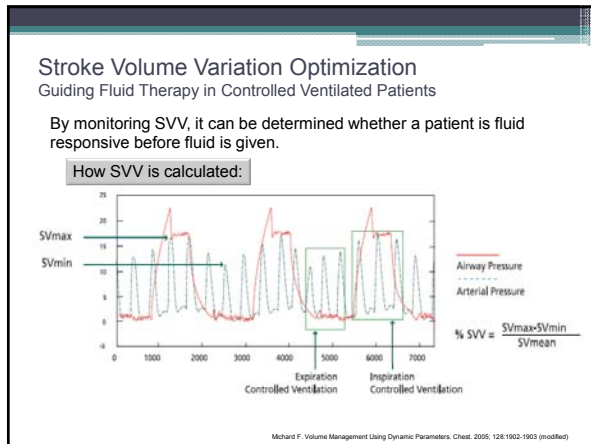 Stroke Volume Variation Optimization
Guiding Fluid Therapy in Controlled Ventilated Patients
By monitoring SVV, it can be determined whether a patient is fluid
responsive before fluid is given.
How SVV is calculated:
25
20
15
10
5
0
-5
SVmax
SVmin
0 1000 2000 3000 4000 5000 6000 7000
Airway Pressure
Arterial Pressure
% SVV = SVmax-SVmin
SVmean
Expiration
Controlled Ventilation
Inspiration
Controlled Ventilation
Michard F. Volume Management Using Dynamic Parameters. Chest. 2005; 128:1902-1903 (modified)